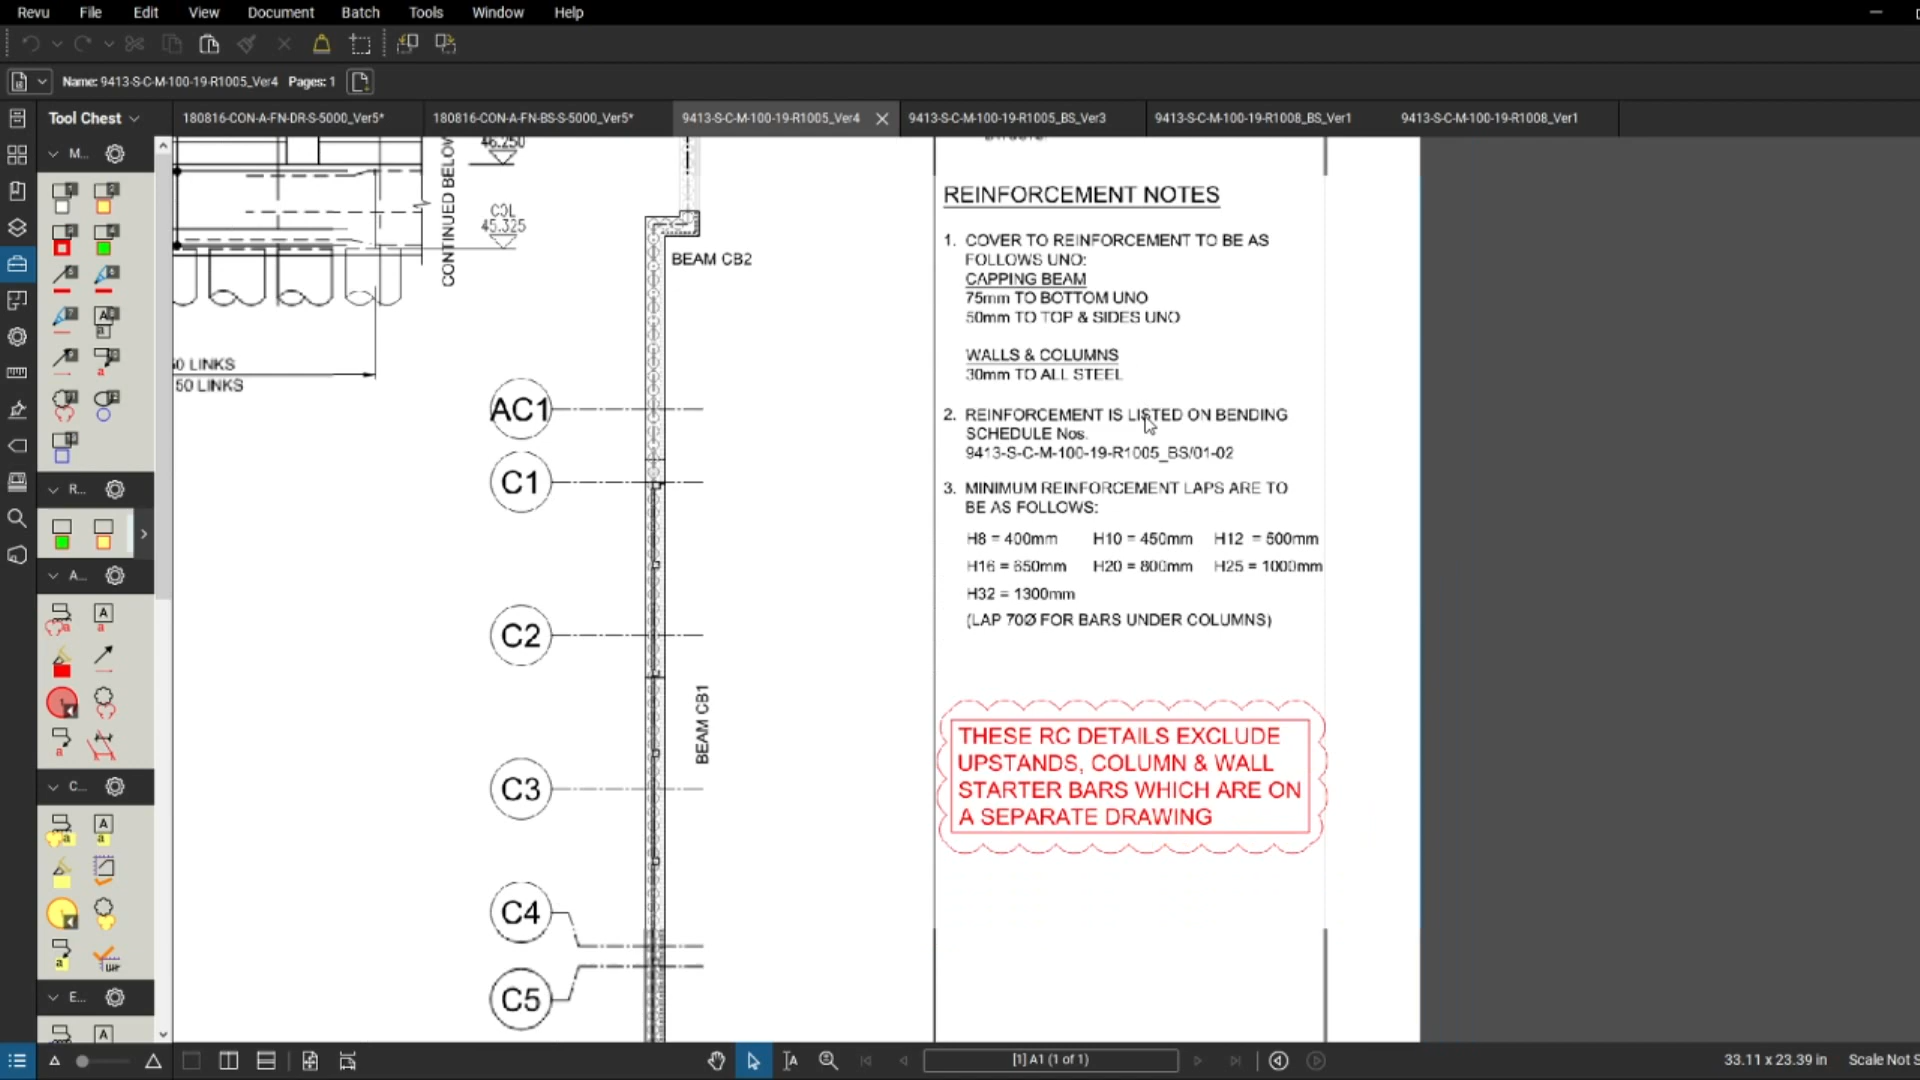 Revu File Edit View Document Batch Tools Window Help
Name: 9413-S-C-M-100-19-R1005_Ver4 Pages: 1
Tool Chest
180816-CON-A-FN-DR-S-5000_Ver5*
180816-CON-A-FN-BS-S-5000_Ver5*
9413-S-C-M-100-19-R1005_Ver4
9413-S-C-M-100-19-R1005_BS_Ver3
9413-S-C-M-100-19-R1008_BS_Ver1
9413-S-C-M-100-19-R1008_Ver1
M...
R...
A...
C...
E...
46.250
COL
45.325
CONTINUED BELOW
50 LINKS
BEAM CB2
AC1
C1
C2
C3
C4
C5
BEAM CB1
REINFORCEMENT NOTES
1. COVER TO REINFORCEMENT TO BE AS
FOLLOWS UNO:
CAPPING BEAM
75mm TO BOTTOM UNO
50mm TO TOP & SIDES UNO
WALLS & COLUMNS
30mm TO ALL STEEL
2. REINFORCEMENT IS LISTED ON BENDING
SCHEDULE Nos.
9413-S-C-M-100-19-R1005_BS/01-02
3. MINIMUM REINFORCEMENT LAPS ARE TO
BE AS FOLLOWS:
H8 = 400mm H10 = 450mm H12 = 500mm
H16 = 650mm H20 = 800mm H25 = 1000mm
H32 = 1300mm
(LAP 70Ø FOR BARS UNDER COLUMNS)
THESE RC DETAILS EXCLUDE
UPSTANDS, COLUMN & WALL
STARTER BARS WHICH ARE ON
A SEPARATE DRAWING
[1] A1 (1 of 1)
33.11 x 23.39 in
Scale Not S